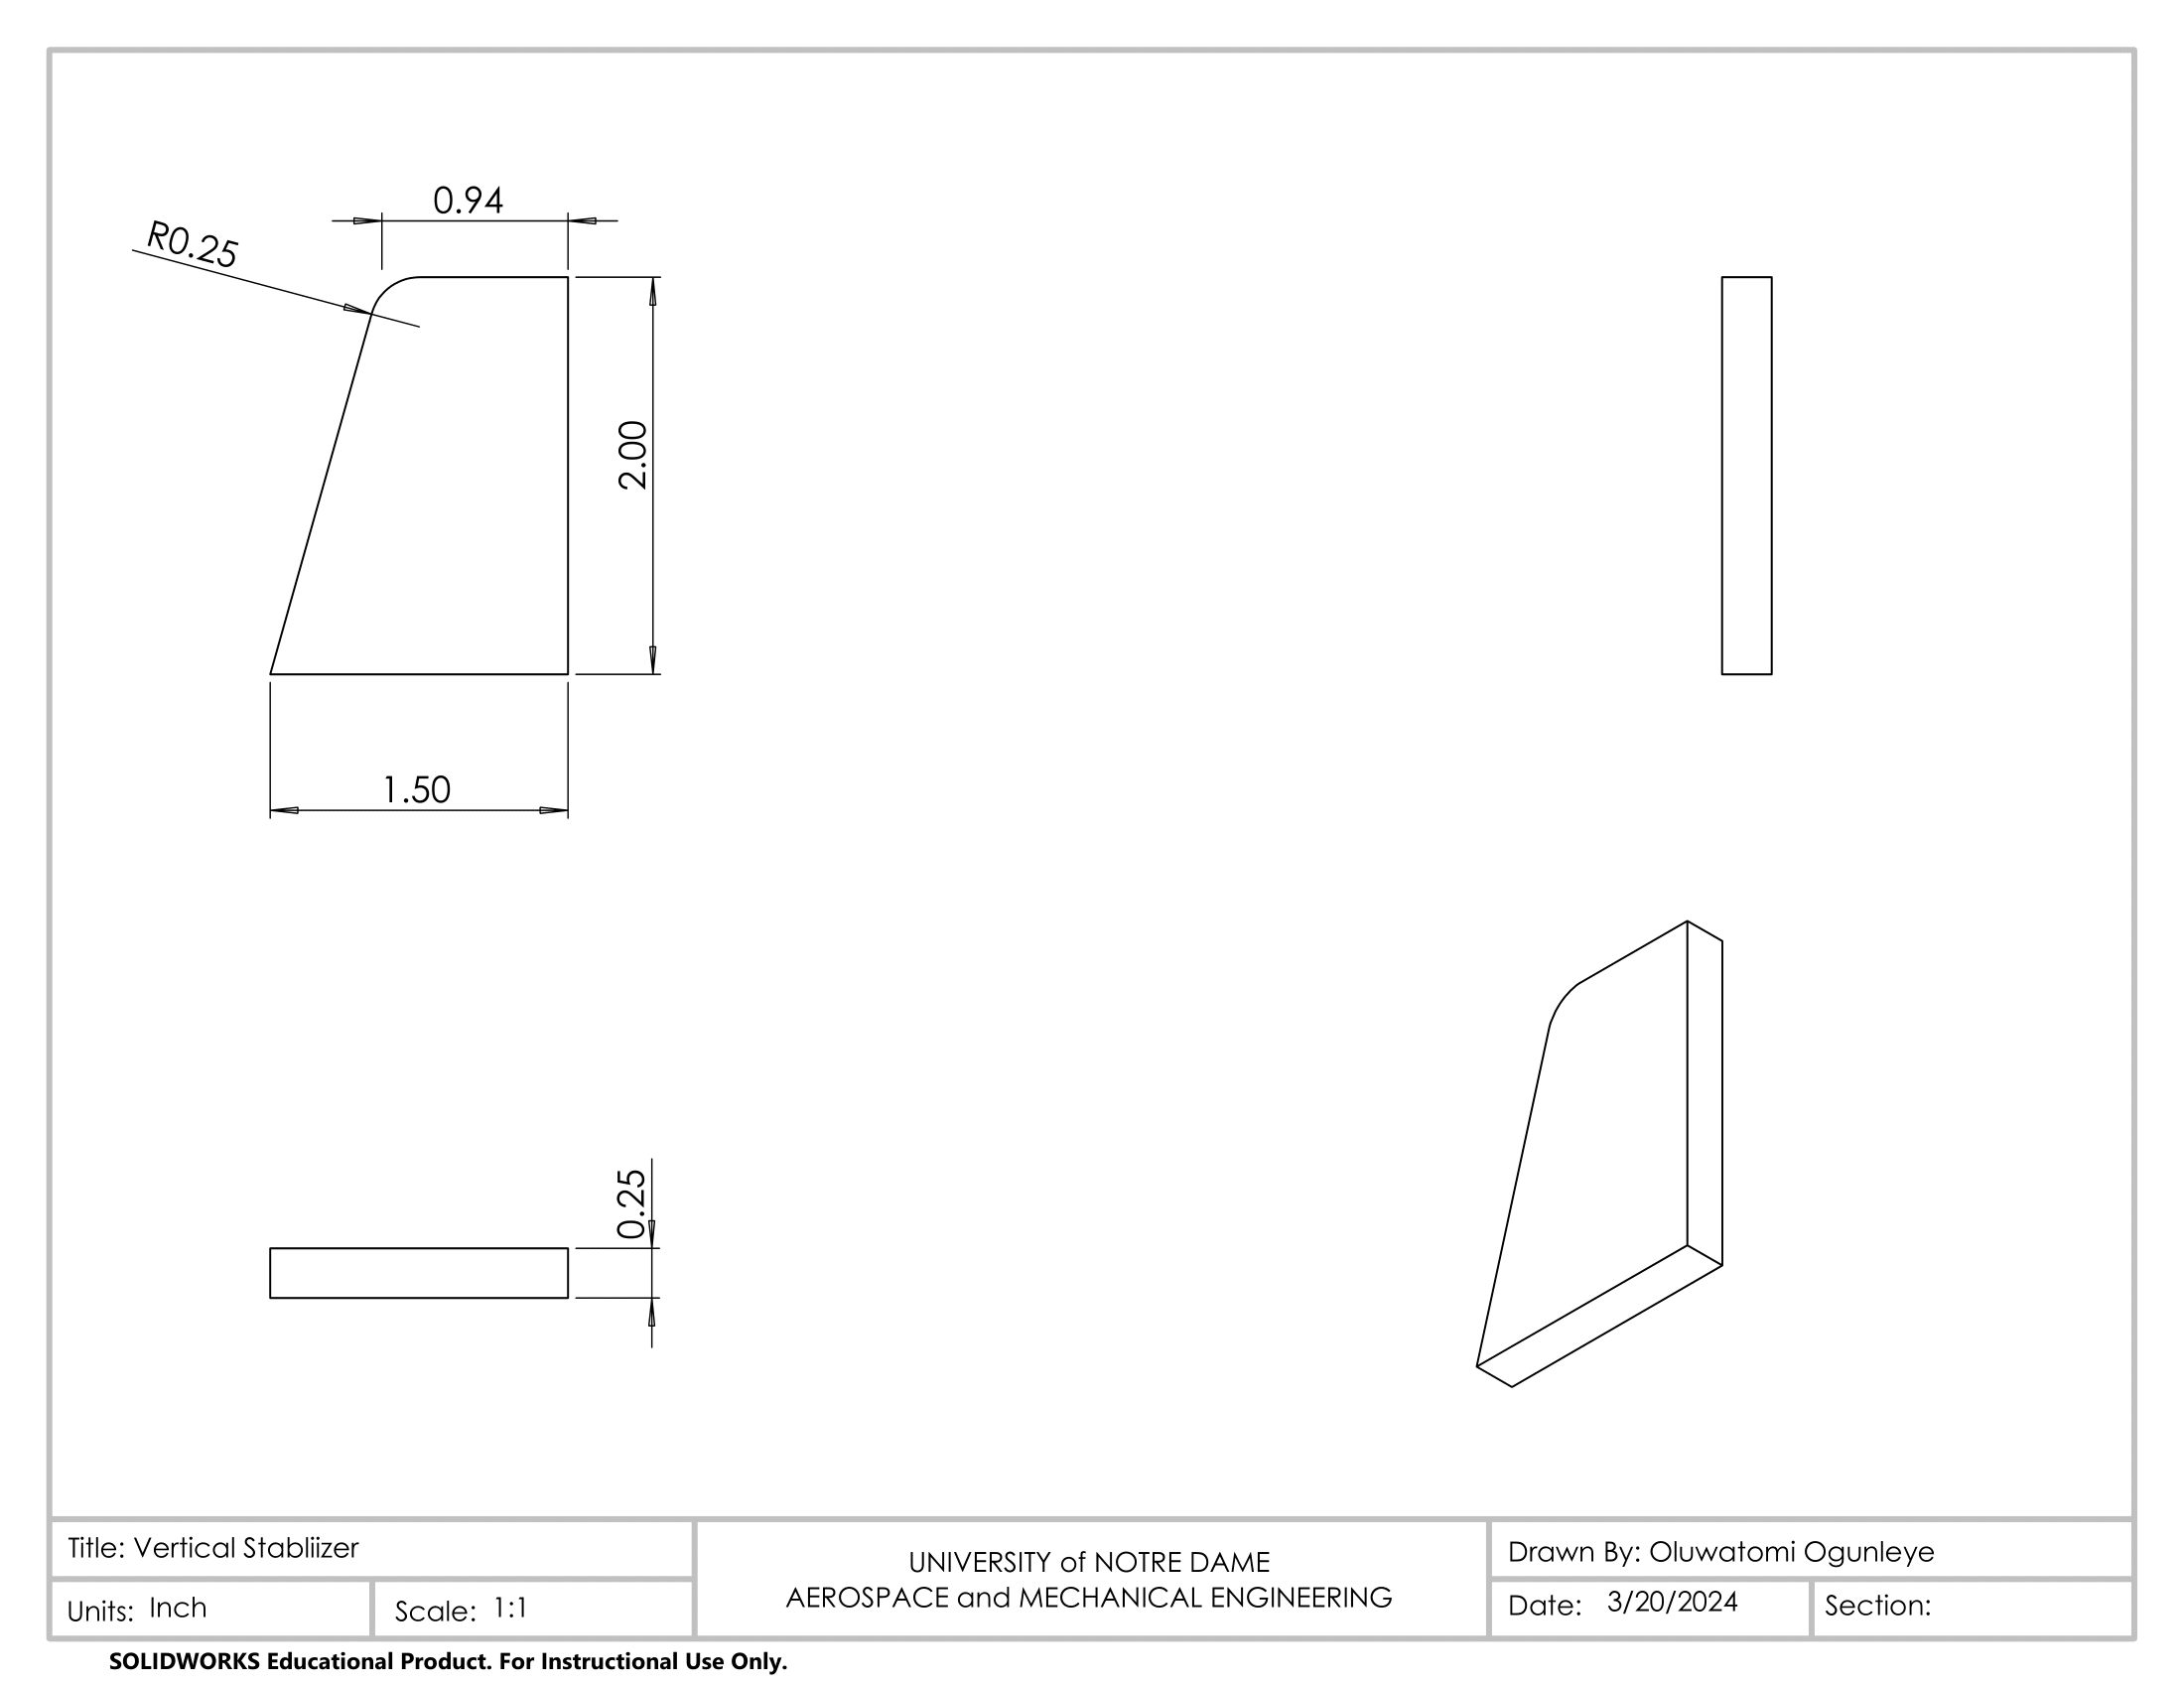 0.94
R0.25
2.00
1.50
0.25
Title: Vertical Stabliizer
Units: Inch
Scale: 1:1
UNIVERSITY of NOTRE DAME
AEROSPACE and MECHANICAL ENGINEERING
Drawn By: Oluwatomi Ogunleye
Date: 3/20/2024
Section:
SOLIDWORKS Educational Product. For Instructional Use Only.